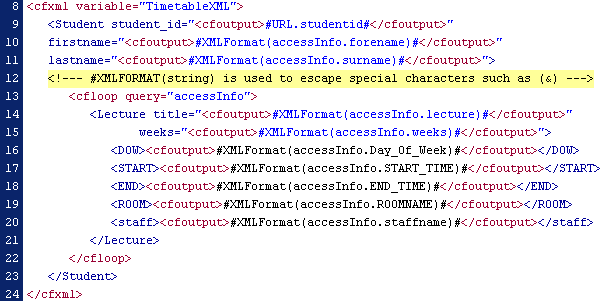 8 <cfxml variable="TimetableXML">
9 <Student student_id="<cfoutput>#URL.studentid#</cfoutput>"
10 firstname="<cfoutput>#XMLFormat(accessInfo.forename)#</cfoutput>"
11 lastname="<cfoutput>#XMLFormat(accessInfo.surname)#</cfoutput>">
12 <!--- #XMLFORMAT(string) is used to escape special characters such as (&) --->
13 <cfloop query="accessInfo">
14 <Lecture title="<cfoutput>#XMLFormat(accessInfo.lecture)#</cfoutput>"
15 weeks="<cfoutput>#XMLFormat(accessInfo.weeks)#</cfoutput>">
16 <DOW><cfoutput>#XMLFormat(accessInfo.Day_Of_Week)#</cfoutput></DOW>
17 <START><cfoutput>#XMLFormat(accessInfo.START_TIME)#</cfoutput></START>
18 <END><cfoutput>#XMLFormat(accessInfo.END_TIME)#</cfoutput></END>
19 <ROOM><cfoutput>#XMLFormat(accessInfo.ROOMNAME)#</cfoutput></ROOM>
20 <staff><cfoutput>#XMLFormat(accessInfo.staffname)#</cfoutput></staff>
21 </Lecture>
22 </cfloop>
23 </Student>
24 </cfxml>